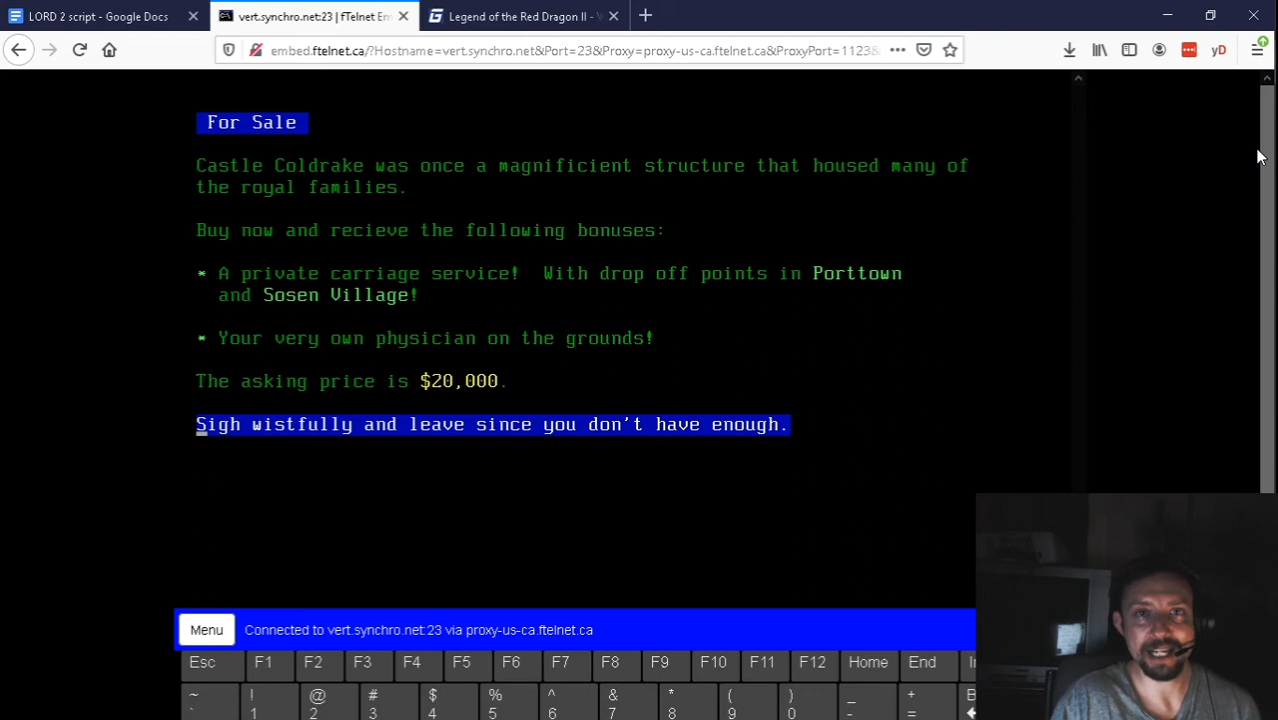 LORD 2 script - Google Docs
vert.synchro.net:23 | fTelnet Em
Legend of the Red Dragon II -
embed.ftelnet.ca/?Hostname=vert.synchro.net&Port=23&Proxy=proxy-us-ca.ftelnet.ca&ProxyPort=1123&
yD
For Sale
Castle Coldrake was once a magnificient structure that housed many of
the royal families.
Buy now and recieve the following bonuses:
* A private carriage service! With drop off points in Porttown
and Sosen Village!
* Your very own physician on the grounds!
The asking price is $20,000.
Sigh wistfully and leave since you don't have enough.
Menu
Connected to vert.synchro.net:23 via proxy-us-ca.ftelnet.ca
Esc F1 F2 F3 F4 F5 F6 F7 F8 F9 F10 F11 F12 Home End
~ ! @ # $ % ^ & * ( ) _ + B
` 1 2 3 4 5 6 7 8 9 0 - =